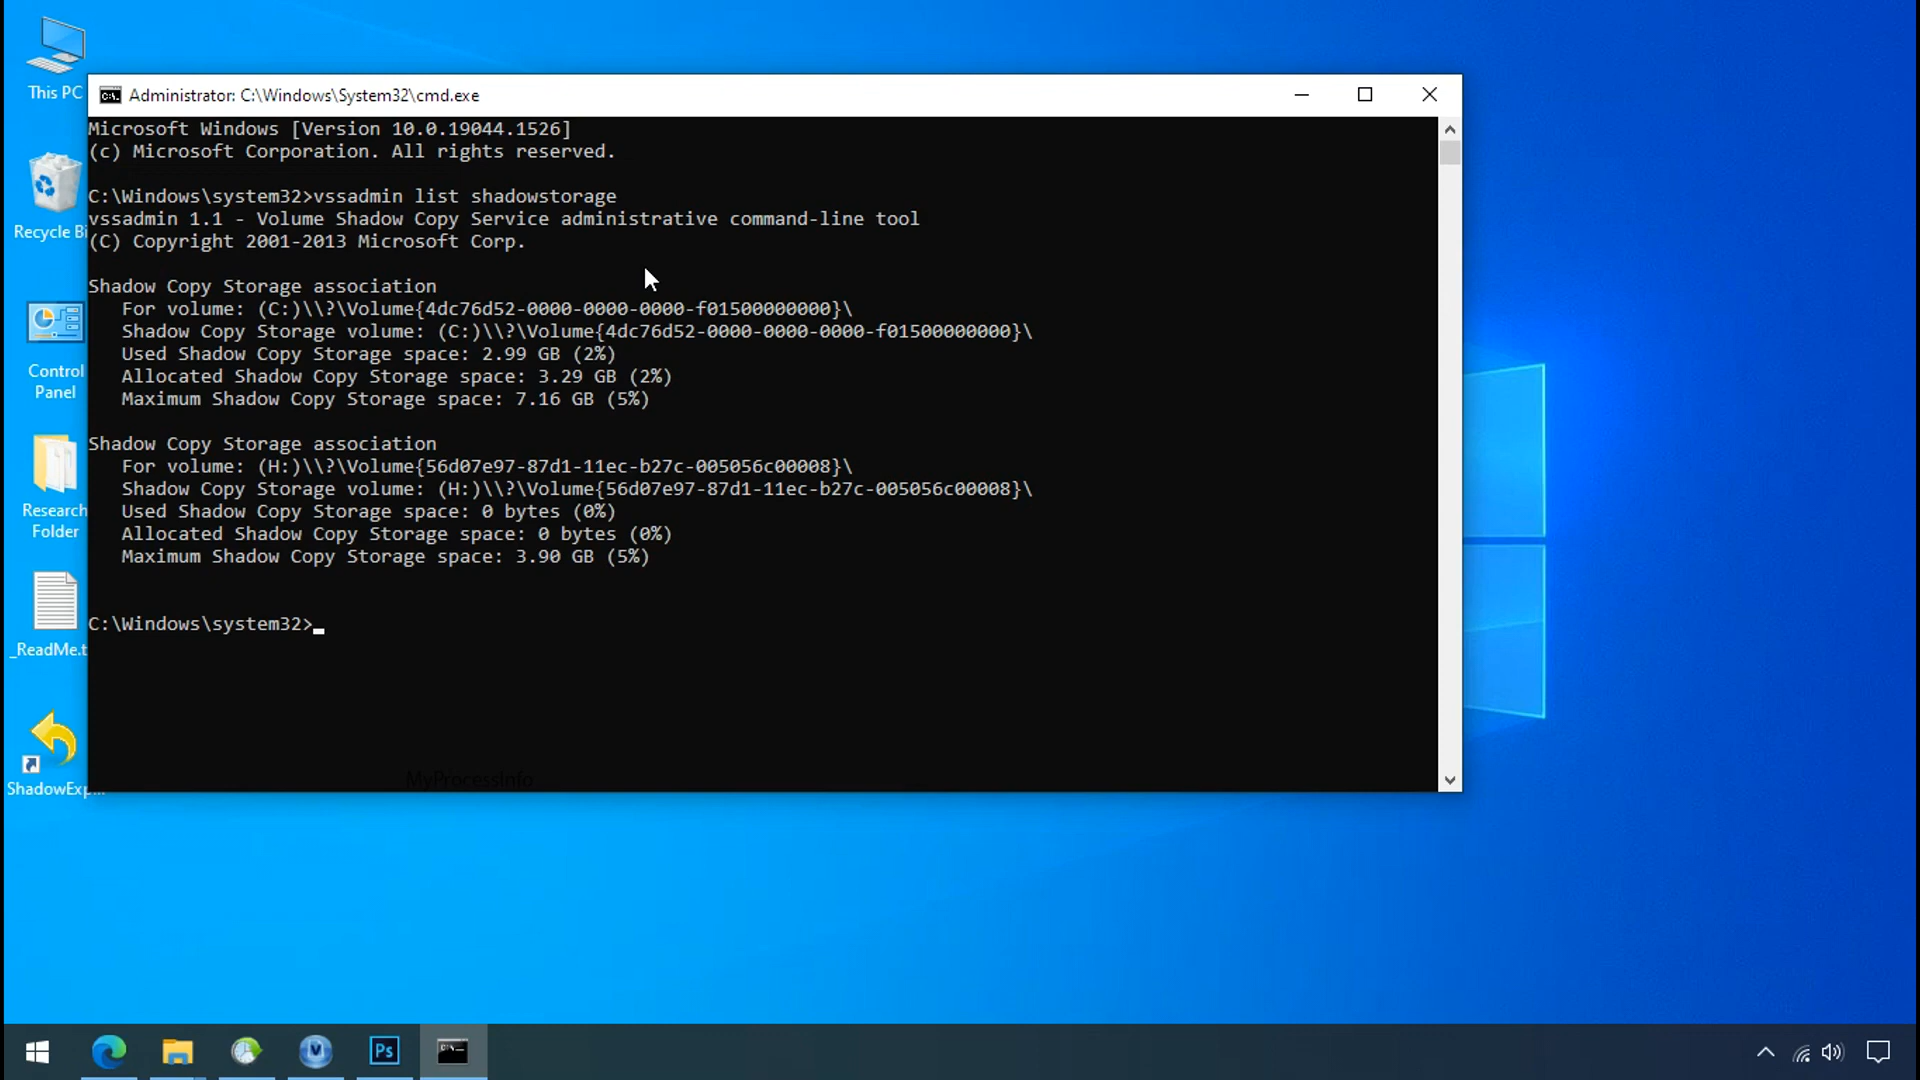 This PC
Recycle Bi
Control
Panel
Research
Folder
_ReadMe.t
ShadowExp...
Administrator: C:\Windows\System32\cmd.exe
Microsoft Windows [Version 10.0.19044.1526]
(c) Microsoft Corporation. All rights reserved.
C:\Windows\system32>vssadmin list shadowstorage
vssadmin 1.1 - Volume Shadow Copy Service administrative command-line tool
(C) Copyright 2001-2013 Microsoft Corp.
Shadow Copy Storage association
For volume: (C:)\\?\Volume{4dc76d52-0000-0000-0000-f01500000000}\
Shadow Copy Storage volume: (C:)\\?\Volume{4dc76d52-0000-0000-0000-f01500000000}\
Used Shadow Copy Storage space: 2.99 GB (2%)
Allocated Shadow Copy Storage space: 3.29 GB (2%)
Maximum Shadow Copy Storage space: 7.16 GB (5%)
Shadow Copy Storage association
For volume: (H:)\\?\Volume{56d07e97-87d1-11ec-b27c-005056c00008}\
Shadow Copy Storage volume: (H:)\\?\Volume{56d07e97-87d1-11ec-b27c-005056c00008}\
Used Shadow Copy Storage space: 0 bytes (0%)
Allocated Shadow Copy Storage space: 0 bytes (0%)
Maximum Shadow Copy Storage space: 3.90 GB (5%)
C:\Windows\system32>
MyProcessInfo
Ps